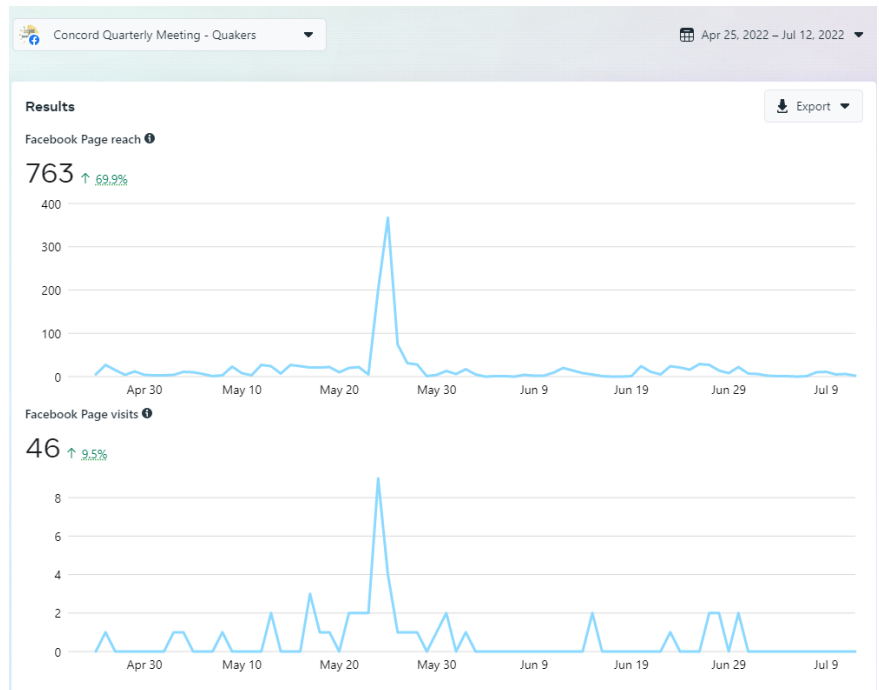 Concord Quarterly Meeting - Quakers
Apr 25, 2022 – Jul 12, 2022
Results
Export
Facebook Page reach
763 ↑ 69.9%
400
300
200
100
0
Apr 30 May 10 May 20 May 30 Jun 9 Jun 19 Jun 29 Jul 9
Facebook Page visits
46 ↑ 9.5%
8
6
4
2
0
Apr 30 May 10 May 20 May 30 Jun 9 Jun 19 Jun 29 Jul 9